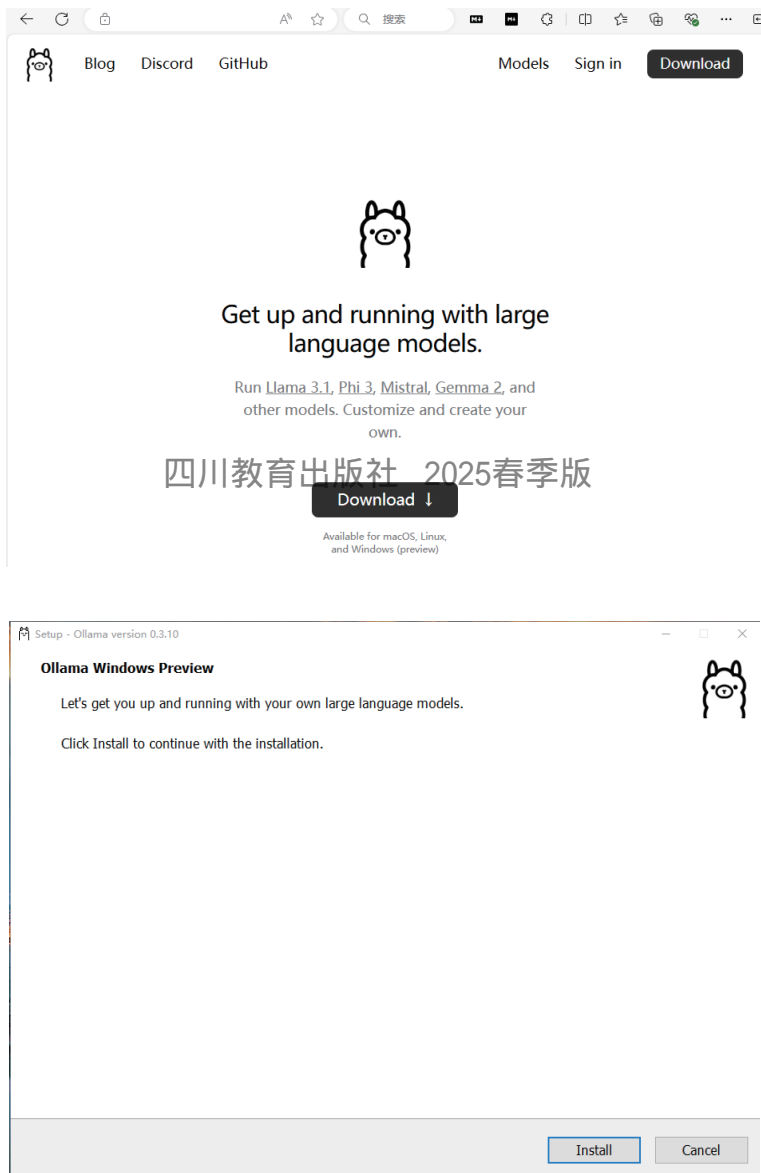 搜索
Blog Discord GitHub Models Sign in Download
Get up and running with large
language models.
Run Llama 3.1, Phi 3, Mistral, Gemma 2, and
other models. Customize and create your
own.
四川教育出版社 2025春季版
Download ↓
Available for macOS, Linux,
and Windows (preview)
Setup - Ollama version 0.3.10
Ollama Windows Preview
Let's get you up and running with your own large language models.
Click Install to continue with the installation.
Install Cancel